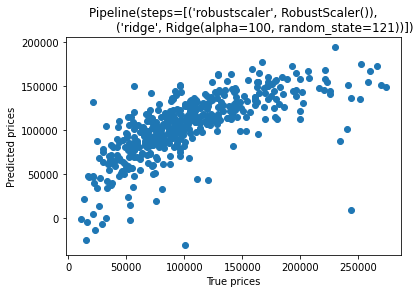 Pipeline(steps=[('robustscaler', RobustScaler()),
('ridge', Ridge(alpha=100, random_state=121))])
200000
150000
100000
50000
0
Predicted prices
0 50000 100000 150000 200000 250000
True prices